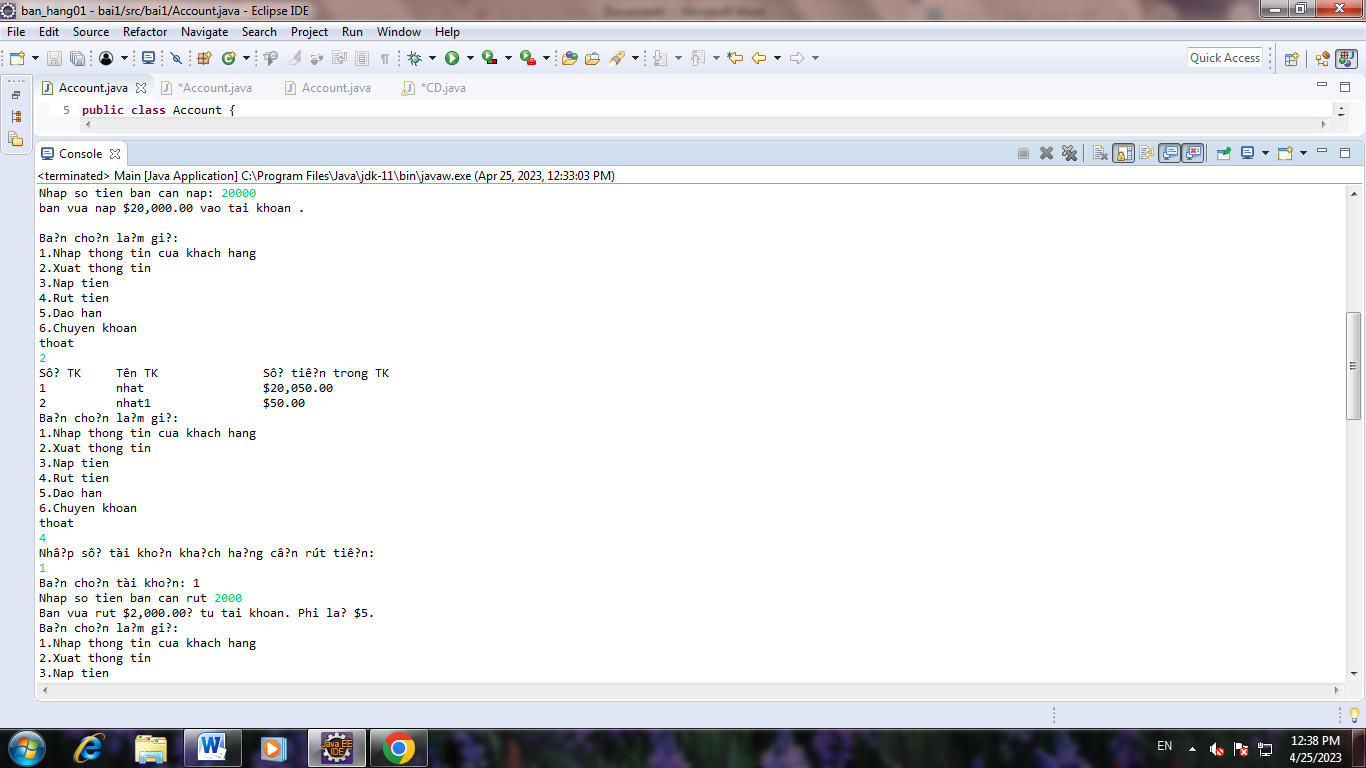 ban_hang01 - bai1/src/bai1/Account.java - Eclipse IDE
File Edit Source Refactor Navigate Search Project Run Window Help
Quick Access
Account.java *Account.java Account.java *CD.java
5 public class Account {
Console
<terminated> Main [Java Application] C:\Program Files\Java\jdk-11\bin\javaw.exe (Apr 25, 2023, 12:33:03 PM)
Nhap so tien ban can nap: 20000
ban vua nap $20,000.00 vao tai khoan .
Ba?n cho?n la?m gi?:
1.Nhap thong tin cua khach hang
2.Xuat thong tin
3.Nap tien
4.Rut tien
5.Dao han
6.Chuyen khoan
thoat
2
Sô? TK Tên TK Sô? tiê?n trong TK
1 nhat $20,050.00
2 nhat1 $50.00
Ba?n cho?n la?m gi?:
1.Nhap thong tin cua khach hang
2.Xuat thong tin
3.Nap tien
4.Rut tien
5.Dao han
6.Chuyen khoan
thoat
4
Nhâ?p sô? tài kho?n kha?ch ha?ng câ?n rút tiê?n:
1
Ba?n cho?n tài kho?n: 1
Nhap so tien ban can rut 2000
Ban vua rut $2,000.00? tu tai khoan. Phi la? $5.
Ba?n cho?n la?m gi?:
1.Nhap thong tin cua khach hang
2.Xuat thong tin
3.Nap tien
EN
12:38 PM
4/25/2023